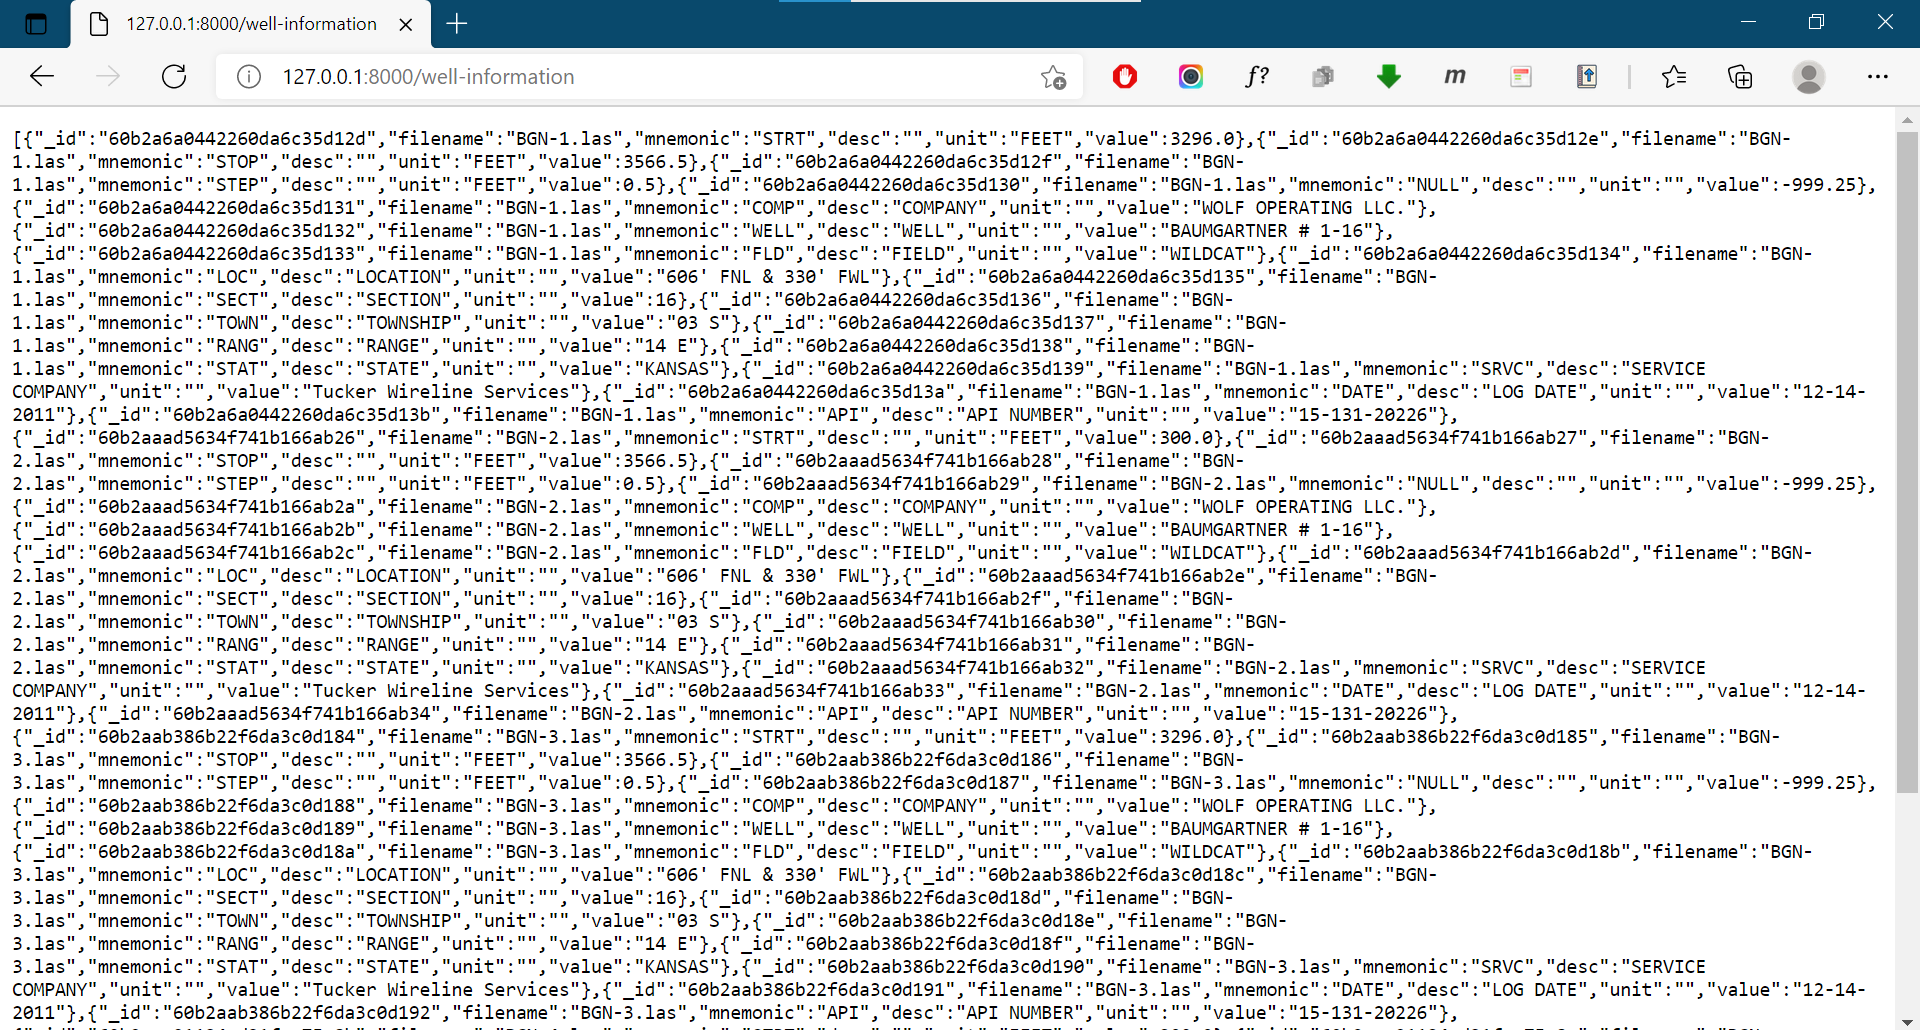 127.0.0.1:8000/well-information
127.0.0.1:8000/well-information
f?
m
[{"_id":"60b2a6a0442260da6c35d12d","filename":"BGN-1.las","mnemonic":"STRT","desc":"","unit":"FEET","value":3296.0},{"_id":"60b2a6a0442260da6c35d12e","filename":"BGN-
1.las","mnemonic":"STOP","desc":"","unit":"FEET","value":3566.5},{"_id":"60b2a6a0442260da6c35d12f","filename":"BGN-
1.las","mnemonic":"STEP","desc":"","unit":"FEET","value":0.5},{"_id":"60b2a6a0442260da6c35d130","filename":"BGN-1.las","mnemonic":"NULL","desc":"","unit":"","value":-999.25},
{"_id":"60b2a6a0442260da6c35d131","filename":"BGN-1.las","mnemonic":"COMP","desc":"COMPANY","unit":"","value":"WOLF OPERATING LLC."},
{"_id":"60b2a6a0442260da6c35d132","filename":"BGN-1.las","mnemonic":"WELL","desc":"WELL","unit":"","value":"BAUMGARTNER # 1-16"},
{"_id":"60b2a6a0442260da6c35d133","filename":"BGN-1.las","mnemonic":"FLD","desc":"FIELD","unit":"","value":"WILDCAT"},{"_id":"60b2a6a0442260da6c35d134","filename":"BGN-
1.las","mnemonic":"LOC","desc":"LOCATION","unit":"","value":"606' FNL & 330' FWL"},{"_id":"60b2a6a0442260da6c35d135","filename":"BGN-
1.las","mnemonic":"SECT","desc":"SECTION","unit":"","value":16},{"_id":"60b2a6a0442260da6c35d136","filename":"BGN-
1.las","mnemonic":"TOWN","desc":"TOWNSHIP","unit":"","value":"03 S"},{"_id":"60b2a6a0442260da6c35d137","filename":"BGN-
1.las","mnemonic":"RANG","desc":"RANGE","unit":"","value":"14 E"},{"_id":"60b2a6a0442260da6c35d138","filename":"BGN-
1.las","mnemonic":"STAT","desc":"STATE","unit":"","value":"KANSAS"},{"_id":"60b2a6a0442260da6c35d139","filename":"BGN-1.las","mnemonic":"SRVC","desc":"SERVICE
COMPANY","unit":"","value":"Tucker Wireline Services"},{"_id":"60b2a6a0442260da6c35d13a","filename":"BGN-1.las","mnemonic":"DATE","desc":"LOG DATE","unit":"","value":"12-14-
2011"},{"_id":"60b2a6a0442260da6c35d13b","filename":"BGN-1.las","mnemonic":"API","desc":"API NUMBER","unit":"","value":"15-131-20226"},
{"_id":"60b2aaad5634f741b166ab26","filename":"BGN-2.las","mnemonic":"STRT","desc":"","unit":"FEET","value":300.0},{"_id":"60b2aaad5634f741b166ab27","filename":"BGN-
2.las","mnemonic":"STOP","desc":"","unit":"FEET","value":3566.5},{"_id":"60b2aaad5634f741b166ab28","filename":"BGN-
2.las","mnemonic":"STEP","desc":"","unit":"FEET","value":0.5},{"_id":"60b2aaad5634f741b166ab29","filename":"BGN-2.las","mnemonic":"NULL","desc":"","unit":"","value":-999.25},
{"_id":"60b2aaad5634f741b166ab2a","filename":"BGN-2.las","mnemonic":"COMP","desc":"COMPANY","unit":"","value":"WOLF OPERATING LLC."},
{"_id":"60b2aaad5634f741b166ab2b","filename":"BGN-2.las","mnemonic":"WELL","desc":"WELL","unit":"","value":"BAUMGARTNER # 1-16"},
{"_id":"60b2aaad5634f741b166ab2c","filename":"BGN-2.las","mnemonic":"FLD","desc":"FIELD","unit":"","value":"WILDCAT"},{"_id":"60b2aaad5634f741b166ab2d","filename":"BGN-
2.las","mnemonic":"LOC","desc":"LOCATION","unit":"","value":"606' FNL & 330' FWL"},{"_id":"60b2aaad5634f741b166ab2e","filename":"BGN-
2.las","mnemonic":"SECT","desc":"SECTION","unit":"","value":16},{"_id":"60b2aaad5634f741b166ab2f","filename":"BGN-
2.las","mnemonic":"TOWN","desc":"TOWNSHIP","unit":"","value":"03 S"},{"_id":"60b2aaad5634f741b166ab30","filename":"BGN-
2.las","mnemonic":"RANG","desc":"RANGE","unit":"","value":"14 E"},{"_id":"60b2aaad5634f741b166ab31","filename":"BGN-
2.las","mnemonic":"STAT","desc":"STATE","unit":"","value":"KANSAS"},{"_id":"60b2aaad5634f741b166ab32","filename":"BGN-2.las","mnemonic":"SRVC","desc":"SERVICE
COMPANY","unit":"","value":"Tucker Wireline Services"},{"_id":"60b2aaad5634f741b166ab33","filename":"BGN-2.las","mnemonic":"DATE","desc":"LOG DATE","unit":"","value":"12-14-
2011"},{"_id":"60b2aaad5634f741b166ab34","filename":"BGN-2.las","mnemonic":"API","desc":"API NUMBER","unit":"","value":"15-131-20226"},
{"_id":"60b2aab386b22f6da3c0d184","filename":"BGN-3.las","mnemonic":"STRT","desc":"","unit":"FEET","value":3296.0},{"_id":"60b2aab386b22f6da3c0d185","filename":"BGN-
3.las","mnemonic":"STOP","desc":"","unit":"FEET","value":3566.5},{"_id":"60b2aab386b22f6da3c0d186","filename":"BGN-
3.las","mnemonic":"STEP","desc":"","unit":"FEET","value":0.5},{"_id":"60b2aab386b22f6da3c0d187","filename":"BGN-3.las","mnemonic":"NULL","desc":"","unit":"","value":-999.25},
{"_id":"60b2aab386b22f6da3c0d188","filename":"BGN-3.las","mnemonic":"COMP","desc":"COMPANY","unit":"","value":"WOLF OPERATING LLC."},
{"_id":"60b2aab386b22f6da3c0d189","filename":"BGN-3.las","mnemonic":"WELL","desc":"WELL","unit":"","value":"BAUMGARTNER # 1-16"},
{"_id":"60b2aab386b22f6da3c0d18a","filename":"BGN-3.las","mnemonic":"FLD","desc":"FIELD","unit":"","value":"WILDCAT"},{"_id":"60b2aab386b22f6da3c0d18b","filename":"BGN-
3.las","mnemonic":"LOC","desc":"LOCATION","unit":"","value":"606' FNL & 330' FWL"},{"_id":"60b2aab386b22f6da3c0d18c","filename":"BGN-
3.las","mnemonic":"SECT","desc":"SECTION","unit":"","value":16},{"_id":"60b2aab386b22f6da3c0d18d","filename":"BGN-
3.las","mnemonic":"TOWN","desc":"TOWNSHIP","unit":"","value":"03 S"},{"_id":"60b2aab386b22f6da3c0d18e","filename":"BGN-
3.las","mnemonic":"RANG","desc":"RANGE","unit":"","value":"14 E"},{"_id":"60b2aab386b22f6da3c0d18f","filename":"BGN-
3.las","mnemonic":"STAT","desc":"STATE","unit":"","value":"KANSAS"},{"_id":"60b2aab386b22f6da3c0d190","filename":"BGN-3.las","mnemonic":"SRVC","desc":"SERVICE
COMPANY","unit":"","value":"Tucker Wireline Services"},{"_id":"60b2aab386b22f6da3c0d191","filename":"BGN-3.las","mnemonic":"DATE","desc":"LOG DATE","unit":"","value":"12-14-
2011"},{"_id":"60b2aab386b22f6da3c0d192","filename":"BGN-3.las","mnemonic":"API","desc":"API NUMBER","unit":"","value":"15-131-20226"},